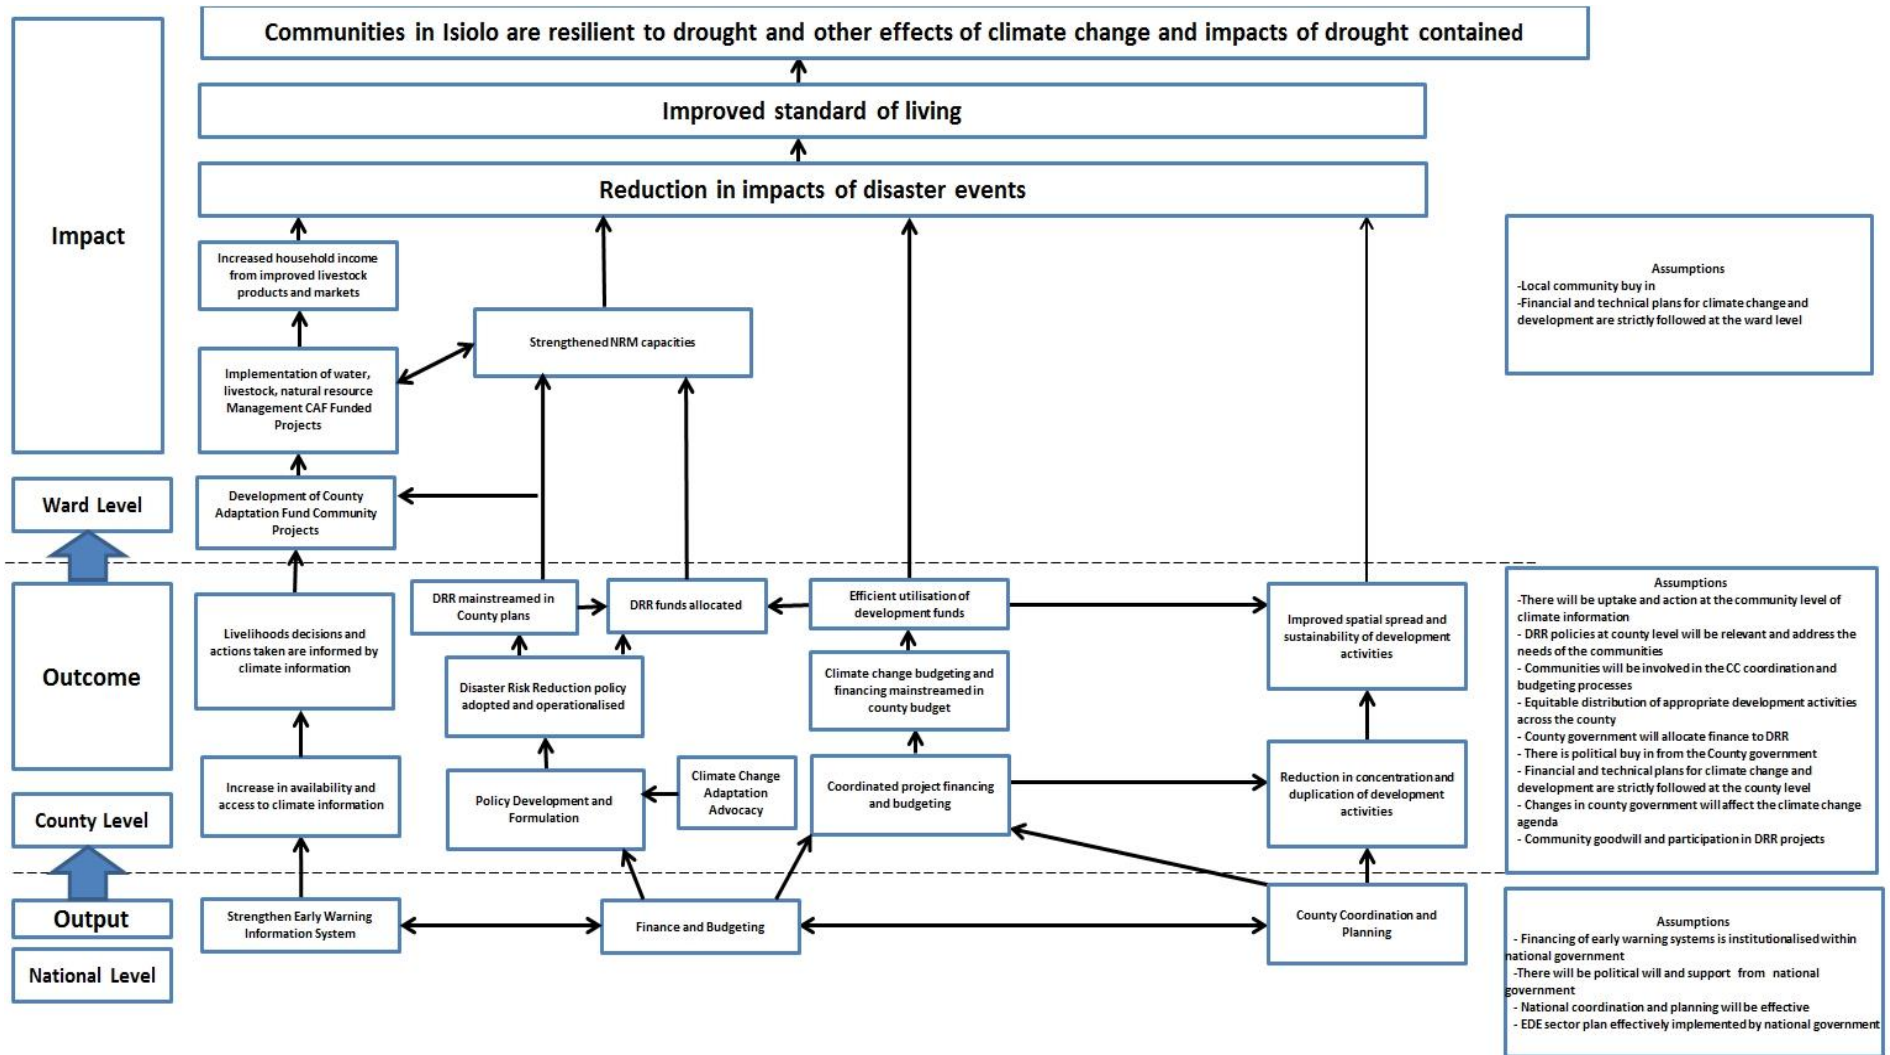 Communities in Isiolo are resilient to drought and other effects of climate change and impacts of drought contained
Improved standard of living
Reduction in impacts of disaster events
Impact
Increased household income
from improved livestock
products and markets
Strengthened NRM capacities
Implementation of water,
livestock, natural resource
Management CAF Funded
Projects
Assumptions
-Local community buy in
-Financial and technical plans for climate change and
development are strictly followed at the ward level
Ward Level
Development of County
Adaptation Fund Community
Projects
Outcome
Livelihoods decisions and
actions taken are informed by
climate information
DRR mainstreamed in
County plans
DRR funds allocated
Efficient utilisation of
development funds
Improved spatial spread and
sustainability of development
activities
Disaster Risk Reduction policy
adopted and operationalised
Climate change budgeting and
financing mainstreamed in
county budget
Increase in availability and
access to climate information
Policy Development and
Formulation
Climate Change
Adaptation
Advocacy
Coordinated project financing
and budgeting
Reduction in concentration and
duplication of development
activities
County Level
Assumptions
-There will be uptake and action at the community level of
climate information
- DRR policies at county level will be relevant and address the
needs of the communities
- Communities will be involved in the CC coordination and
budgeting processes
- Equitable distribution of appropriate development activities
across the county
- County government will allocate finance to DRR
- There is political buy in from the County government
- Financial and technical plans for climate change and
development are strictly followed at the county level
- Changes in county government will affect the climate change
agenda
- Community goodwill and participation in DRR projects
Output
National Level
Strengthen Early Warning
Information System
Finance and Budgeting
County Coordination and
Planning
Assumptions
- Financing of early warning systems is institutionalised within
national government
-There will be political will and support from national
government
- National coordination and planning will be effective
- EDE sector plan effectively implemented by national government